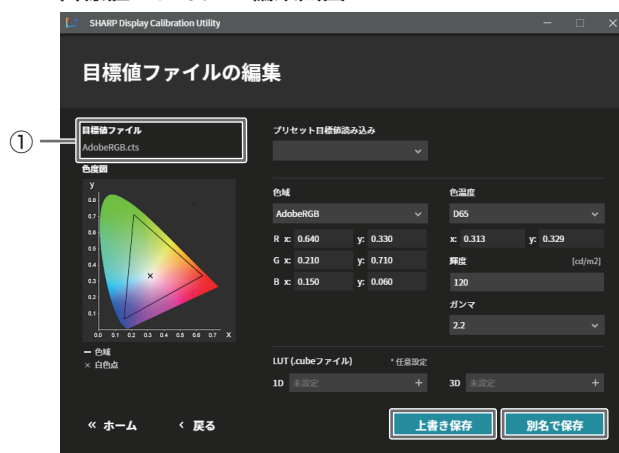 SHARP Display Calibration Utility
目標値ファイルの編集
①
目標値ファイル
AdobeRGB.cts
プリセット目標値読み込み
色度図
y
0.8
0.7
0.6
0.5
0.4
0.3
0.2
0.1
0.0 0.1 0.2 0.3 0.4 0.5 0.6 0.7 X
色域
× 白色点
色域
AdobeRGB
R x: 0.640 y: 0.330
G x: 0.210 y: 0.710
B x: 0.150 y: 0.060
色温度
D65
x: 0.313 y: 0.329
輝度 [cd/m2]
120
ガンマ
2.2
LUT (.cubeファイル) *任意設定
1D 未設定 +
3D 未設定 +
« ホーム
‹ 戻る
上書き保存
別名で保存